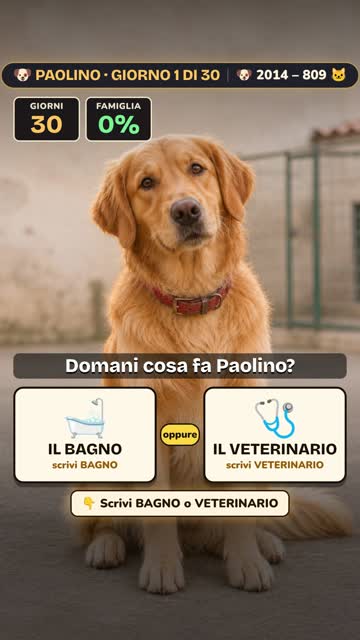 🐶 PAOLINO · GIORNO 1 DI 30 | 🐶 2014 – 809 🐱
GIORNI
30
FAMIGLIA
0%
Domani cosa fa Paolino?
IL BAGNO
scrivi BAGNO
oppure
IL VETERINARIO
scrivi VETERINARIO
👇 Scrivi BAGNO o VETERINARIO